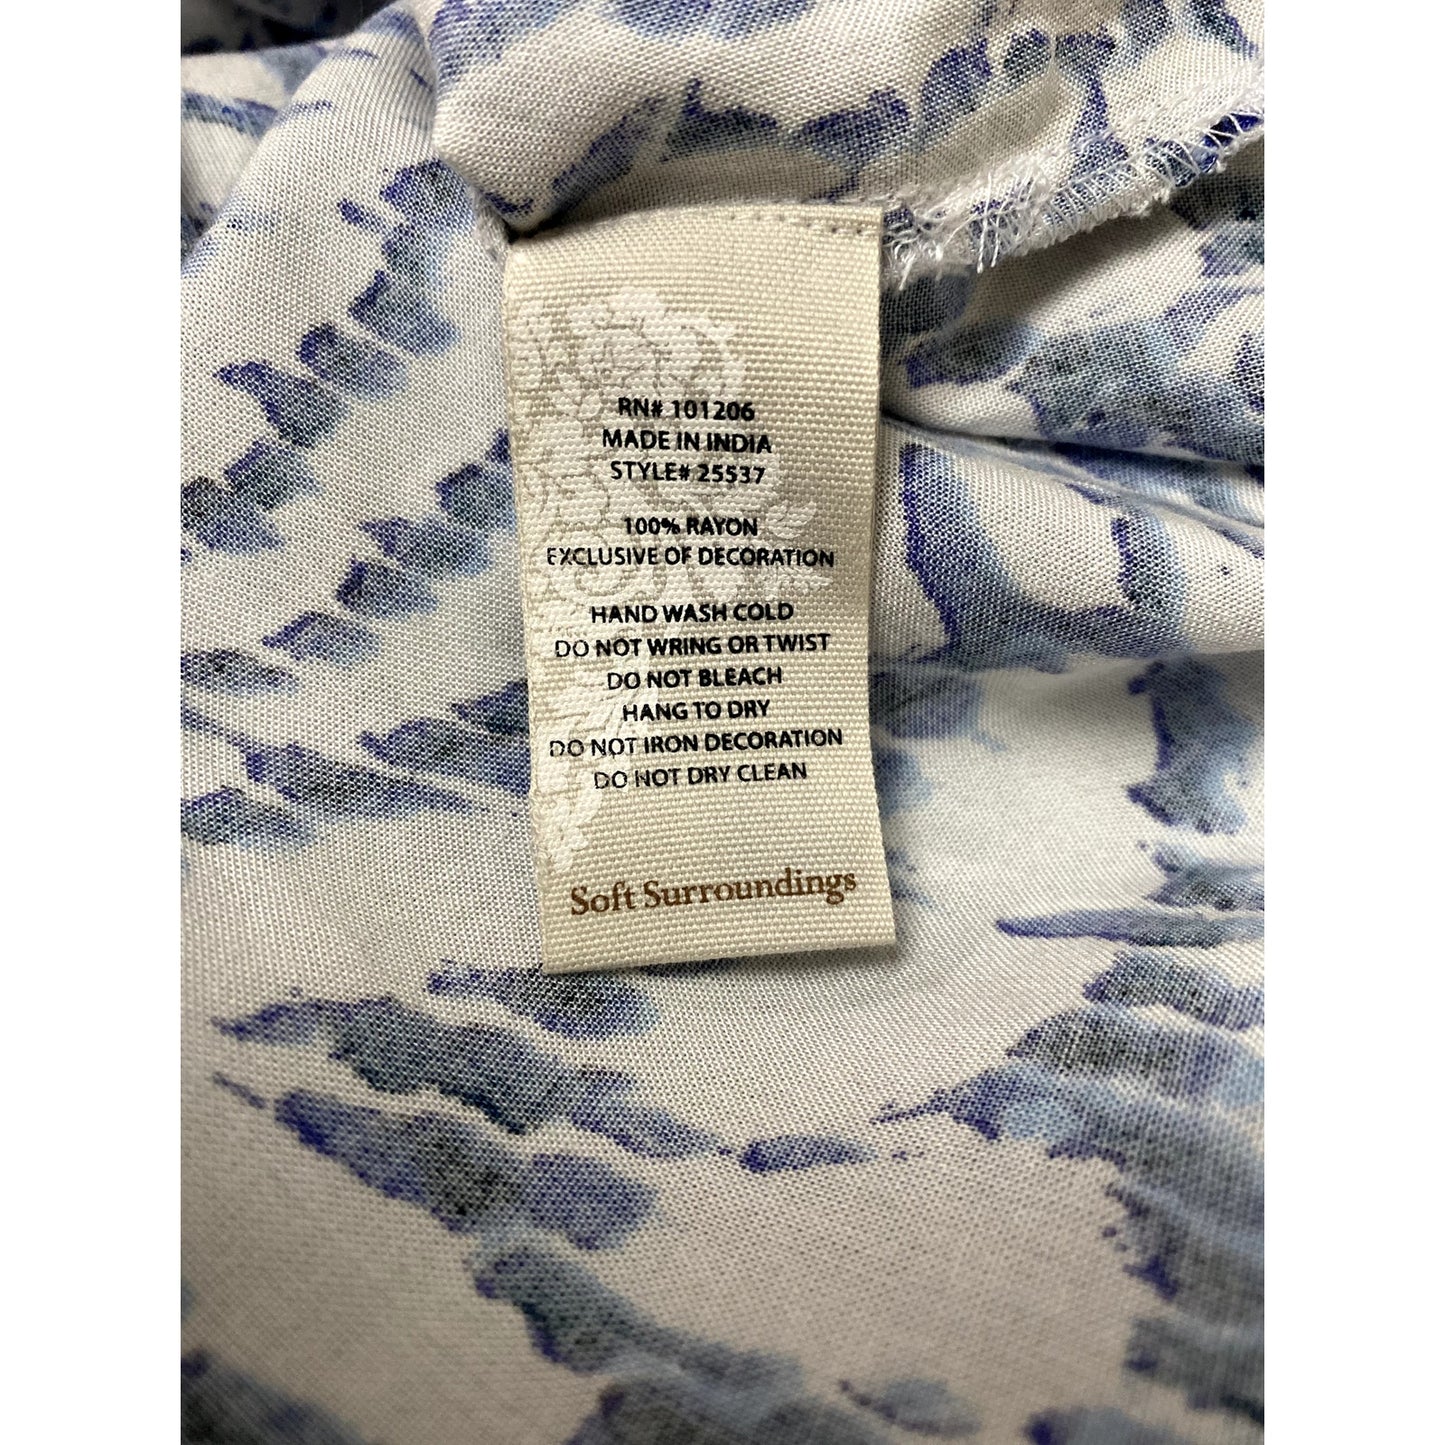 RN# 101206
MADE IN INDIA
STYLE# 25537
100% RAYON
EXCLUSIVE OF DECORATION
HAND WASH COLD
DO NOT WRING OR TWIST
DO NOT BLEACH
HANG TO DRY
DO NOT IRON DECORATION
DO NOT DRY CLEAN
Soft Surroundings